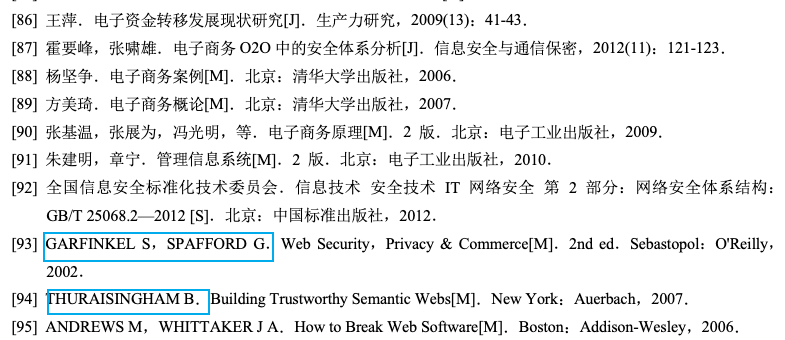 [86] 王萍．电子资金转移发展现状研究[J]．生产力研究，2009(13)：41-43．
[87] 霍要峰，张啸雄．电子商务 O2O 中的安全体系分析[J]．信息安全与通信保密，2012(11)：121-123．
[88] 杨坚争．电子商务案例[M]．北京：清华大学出版社，2006．
[89] 方美琦．电子商务概论[M]．北京：清华大学出版社，2007．
[90] 张基温，张展为，冯光明，等．电子商务原理[M]．2 版．北京：电子工业出版社，2009．
[91] 朱建明，章宁．管理信息系统[M]．2 版．北京：电子工业出版社，2010．
[92] 全国信息安全标准化技术委员会．信息技术 安全技术 IT 网络安全 第 2 部分：网络安全体系结构：
GB/T 25068.2—2012 [S]．北京：中国标准出版社，2012．
[93] GARFINKEL S，SPAFFORD G．Web Security，Privacy & Commerce[M]．2nd ed．Sebastopol：O'Reilly，
2002．
[94] THURAISINGHAM B．Building Trustworthy Semantic Webs[M]．New York：Auerbach，2007．
[95] ANDREWS M，WHITTAKER J A．How to Break Web Software[M]．Boston：Addison-Wesley，2006．